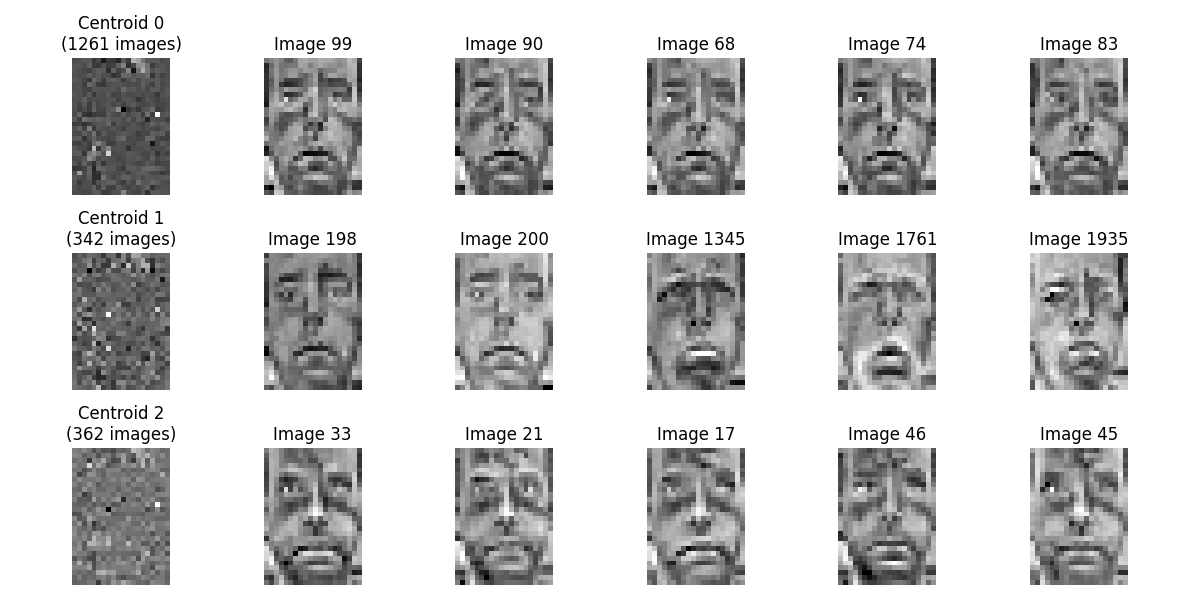 Centroid 0
(1261 images)
Image 99
Image 90
Image 68
Image 74
Image 83
Centroid 1
(342 images)
Image 198
Image 200
Image 1345
Image 1761
Image 1935
Centroid 2
(362 images)
Image 33
Image 21
Image 17
Image 46
Image 45